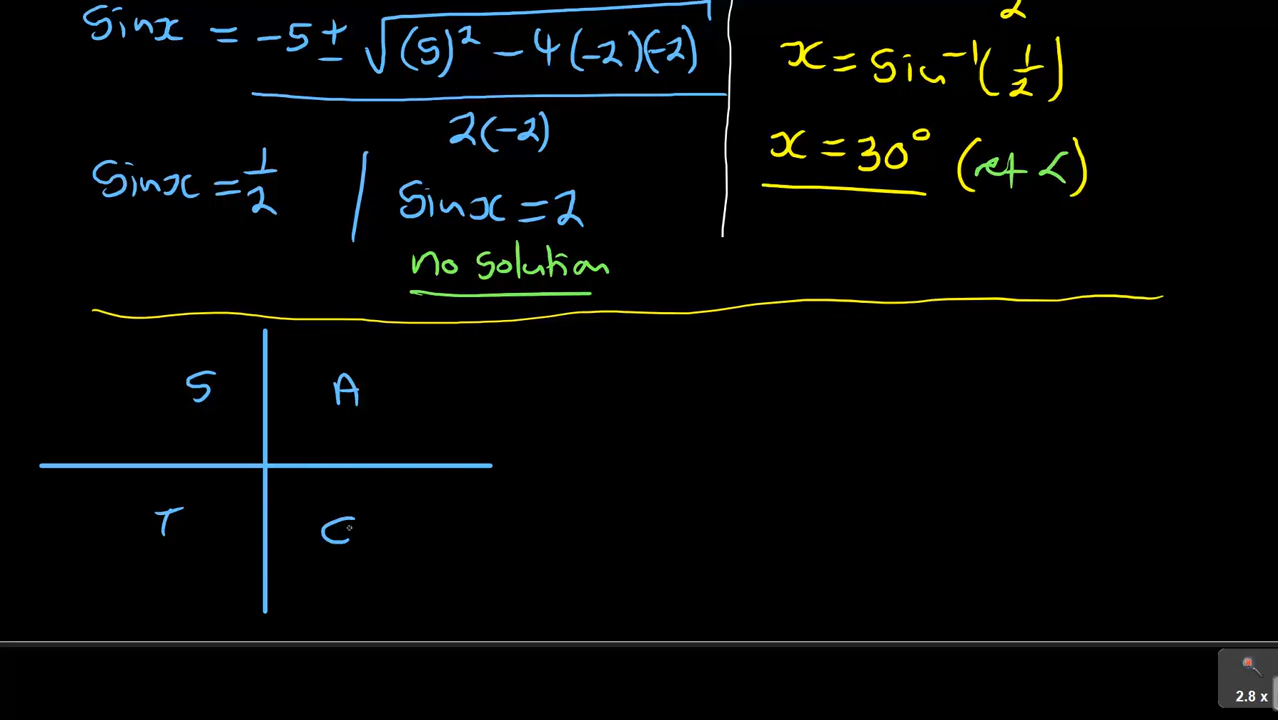 sinx = -5 ± √((5)² - 4(-2)(-2))
2(-2)
sinx = 1/2 | sinx = 2
no solution
2
x = sin⁻¹(1/2)
x = 30° (ref ∠)
S A
T C
2.8 x